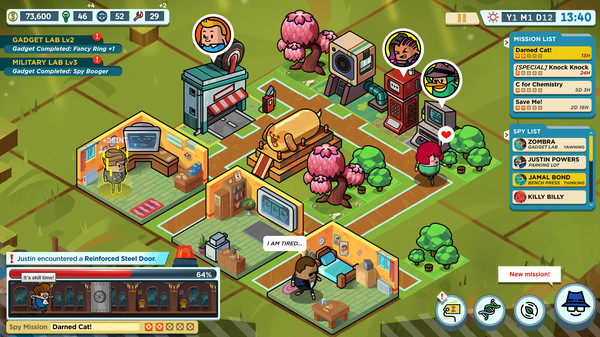 73,600 +4 46 52 +2 29
Y1 M1 D12 13:40
GADGET LAB Lv2
Gadget Completed: Fancy Ring +1
MILITARY LAB Lv3
Gadget Completed: Spy Booger
MISSION LIST
Darned Cat!
13H
[SPECIAL] Knock Knock
24H
C for Chemistry
5D 3H
Save Me!
2D 16H
SPY LIST
ZOMBRA
GADGET LAB YAWNING
JUSTIN POWERS
PARKING LOT
JAMAL BOND
BENCH PRESS THINKING
KILLY BILLY
I AM TIRED...
Justin encountered a Reinforced Steel Door.
It's skill time!
64%
Spy Mission Darned Cat!
New mission!